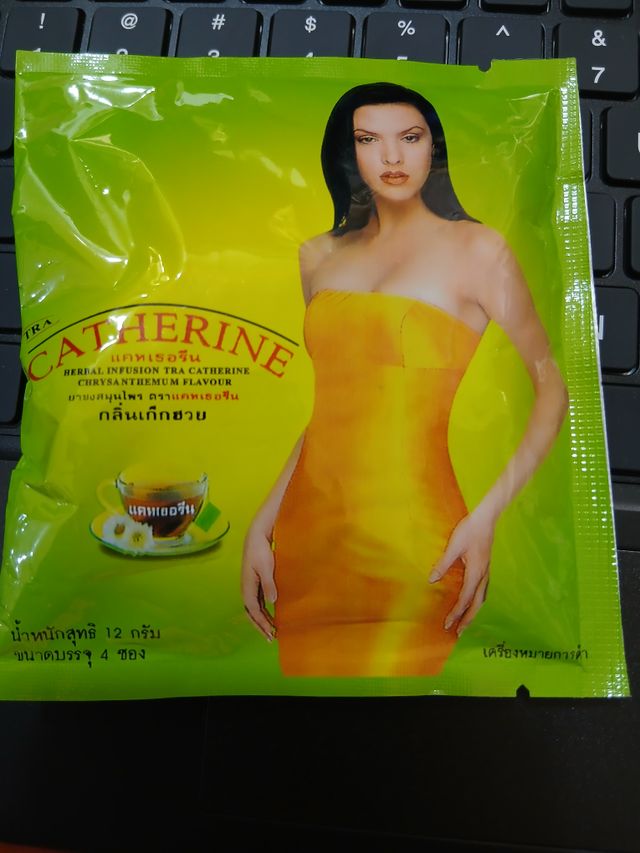 ! @ # $ % ^ &
7
TRA
CATHERINE
แคทเธอรีน
HERBAL INFUSION TRA CATHERINE
CHRYSANTHEMUM FLAVOUR
ยาชงสมุนไพร ตราแคทเธอรีน
กลิ่นเก็กฮวย
แคทเธอรีน
น้ำหนักสุทธิ 12 กรัม
ขนาดบรรจุ 4 ซอง
เครื่องหมายการค้า